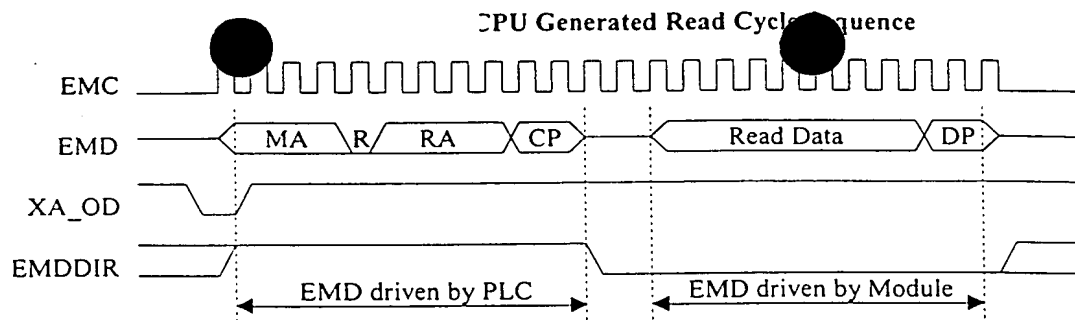 Generated Read
EMC
EMD MA R RA CP Read Data DP
XA_OD
EMDDIR
EMD driven by PLC EMD driven by Module